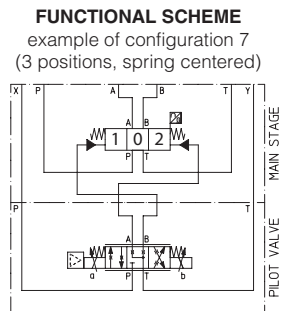 FUNCTIONAL SCHEME
example of configuration 7
(3 positions, spring centered)
X P A B T Y
A B
1 0 2
P T
MAIN STAGE
P T
A B
a P T b
T
PILOT VALVE